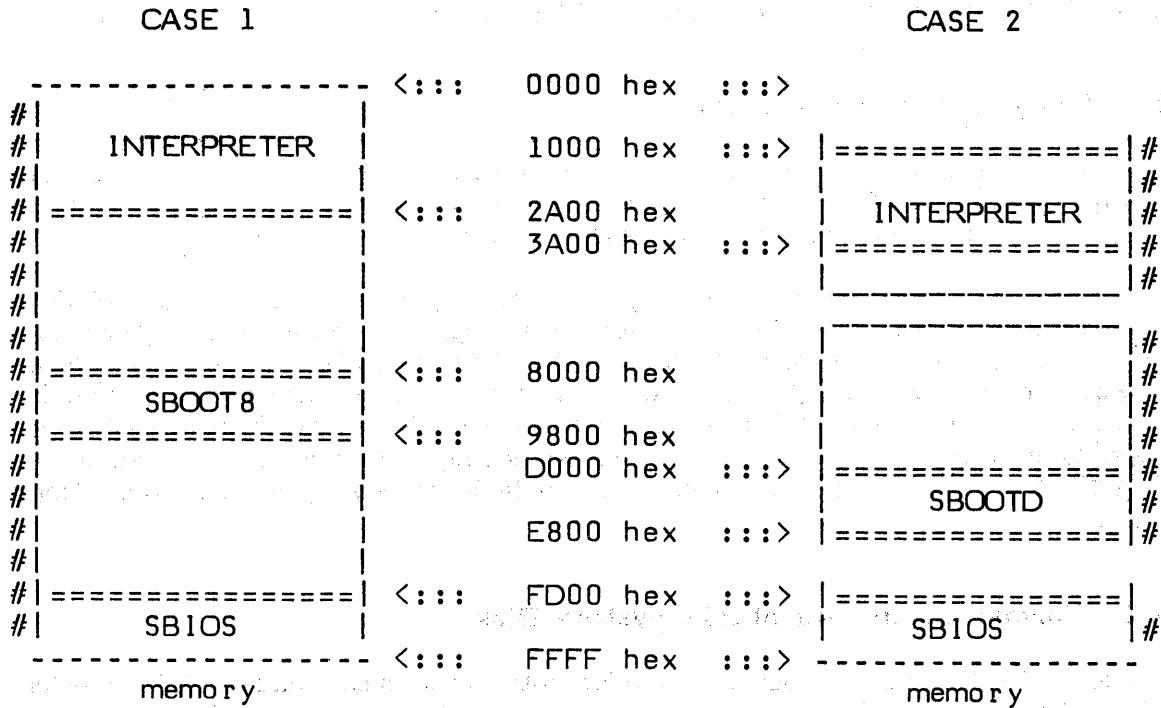 CASE 1 CASE 2
<::: 0000 hex :::>
INTERPRETER 1000 hex :::>
<::: 2A00 hex INTERPRETER
3A00 hex :::>
<::: 8000 hex
SBOOT8
<::: 9800 hex
D000 hex :::>
SBOOTD
E800 hex :::>
<::: FD00 hex :::>
SBIOS SBIOS
<::: FFFF hex :::>
memory memory